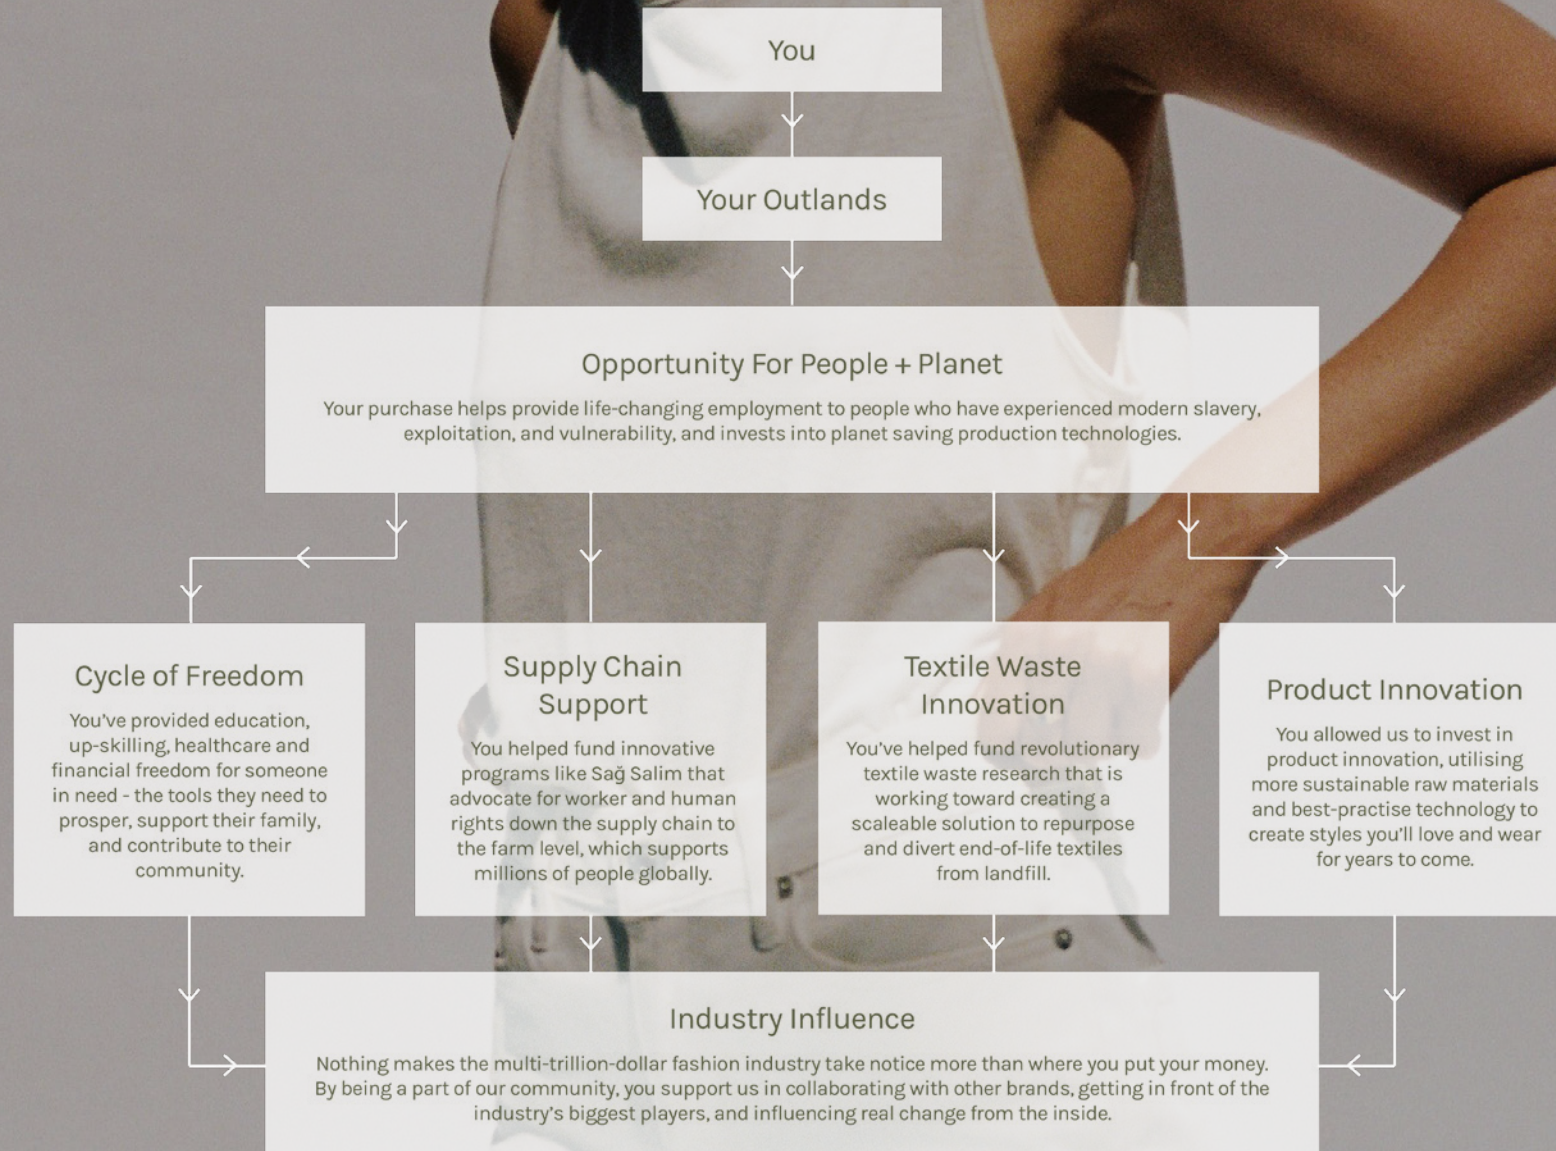 You
Your Outlands
Opportunity For People + Planet
Your purchase helps provide life-changing employment to people who have experienced modern slavery,
exploitation, and vulnerability, and invests into planet saving production technologies.
Cycle of Freedom
You've provided education,
up-skilling, healthcare and
financial freedom for someone
in need - the tools they need to
prosper, support their family,
and contribute to their
community.
Supply Chain
Support
You helped fund innovative
programs like Sağ Salim that
advocate for worker and human
rights down the supply chain to
the farm level, which supports
millions of people globally.
Textile Waste
Innovation
You've helped fund revolutionary
textile waste research that is
working toward creating a
scaleable solution to repurpose
and divert end-of-life textiles
from landfill.
Product Innovation
You allowed us to invest in
product innovation, utilising
more sustainable raw materials
and best-practise technology to
create styles you'll love and wear
for years to come.
Industry Influence
Nothing makes the multi-trillion-dollar fashion industry take notice more than where you put your money.
By being a part of our community, you support us in collaborating with other brands, getting in front of the
industry's biggest players, and influencing real change from the inside.